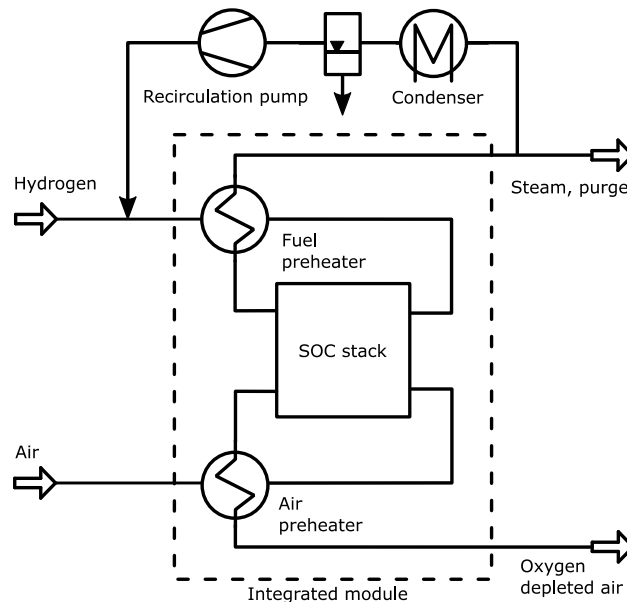 Recirculation pump
Condenser
Hydrogen
Steam, purge
Fuel
preheater
SOC stack
Air
Air
preheater
Oxygen
depleted air
Integrated module